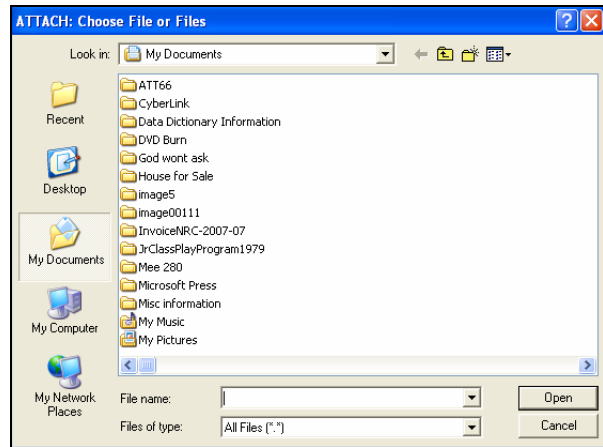 ATTACH: Choose File or Files
Look in: My Documents
Recent
Desktop
My Documents
My Computer
My Network
Places
ATT66
CyberLink
Data Dictionary Information
DVD Burn
God wont ask
House for Sale
image5
image00111
InvoiceNRC-2007-07
JrClassPlayProgram1979
Mee 280
Microsoft Press
Misc information
My Music
My Pictures
File name:
Open
Files of type: All Files (*.*)
Cancel